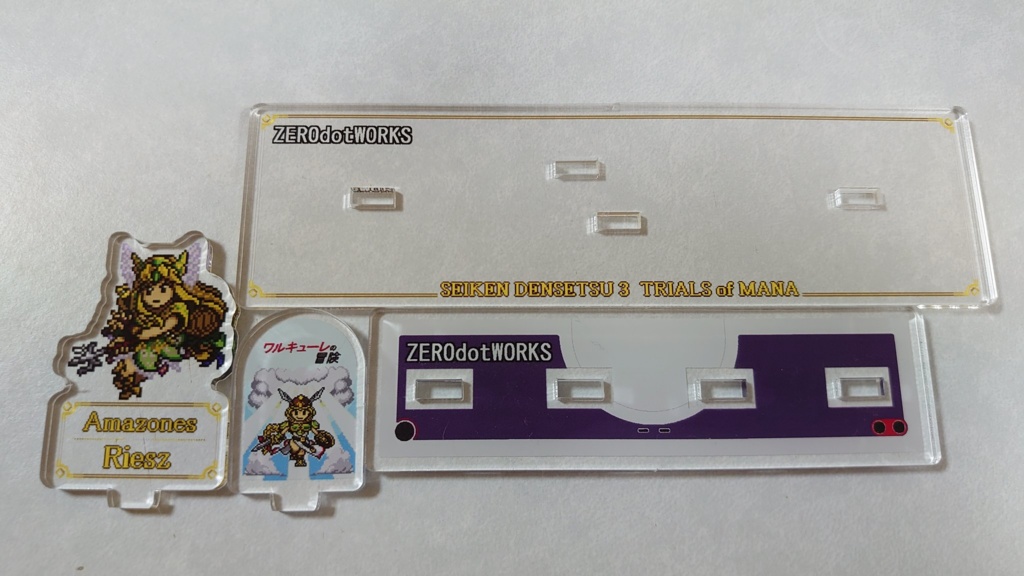 ZEROdotWORKS
SEIKEN DENSETSU 3 TRIALS of MANA
Amazones
Riesz
ワルキューレの
冒険
ZEROdotWORKS